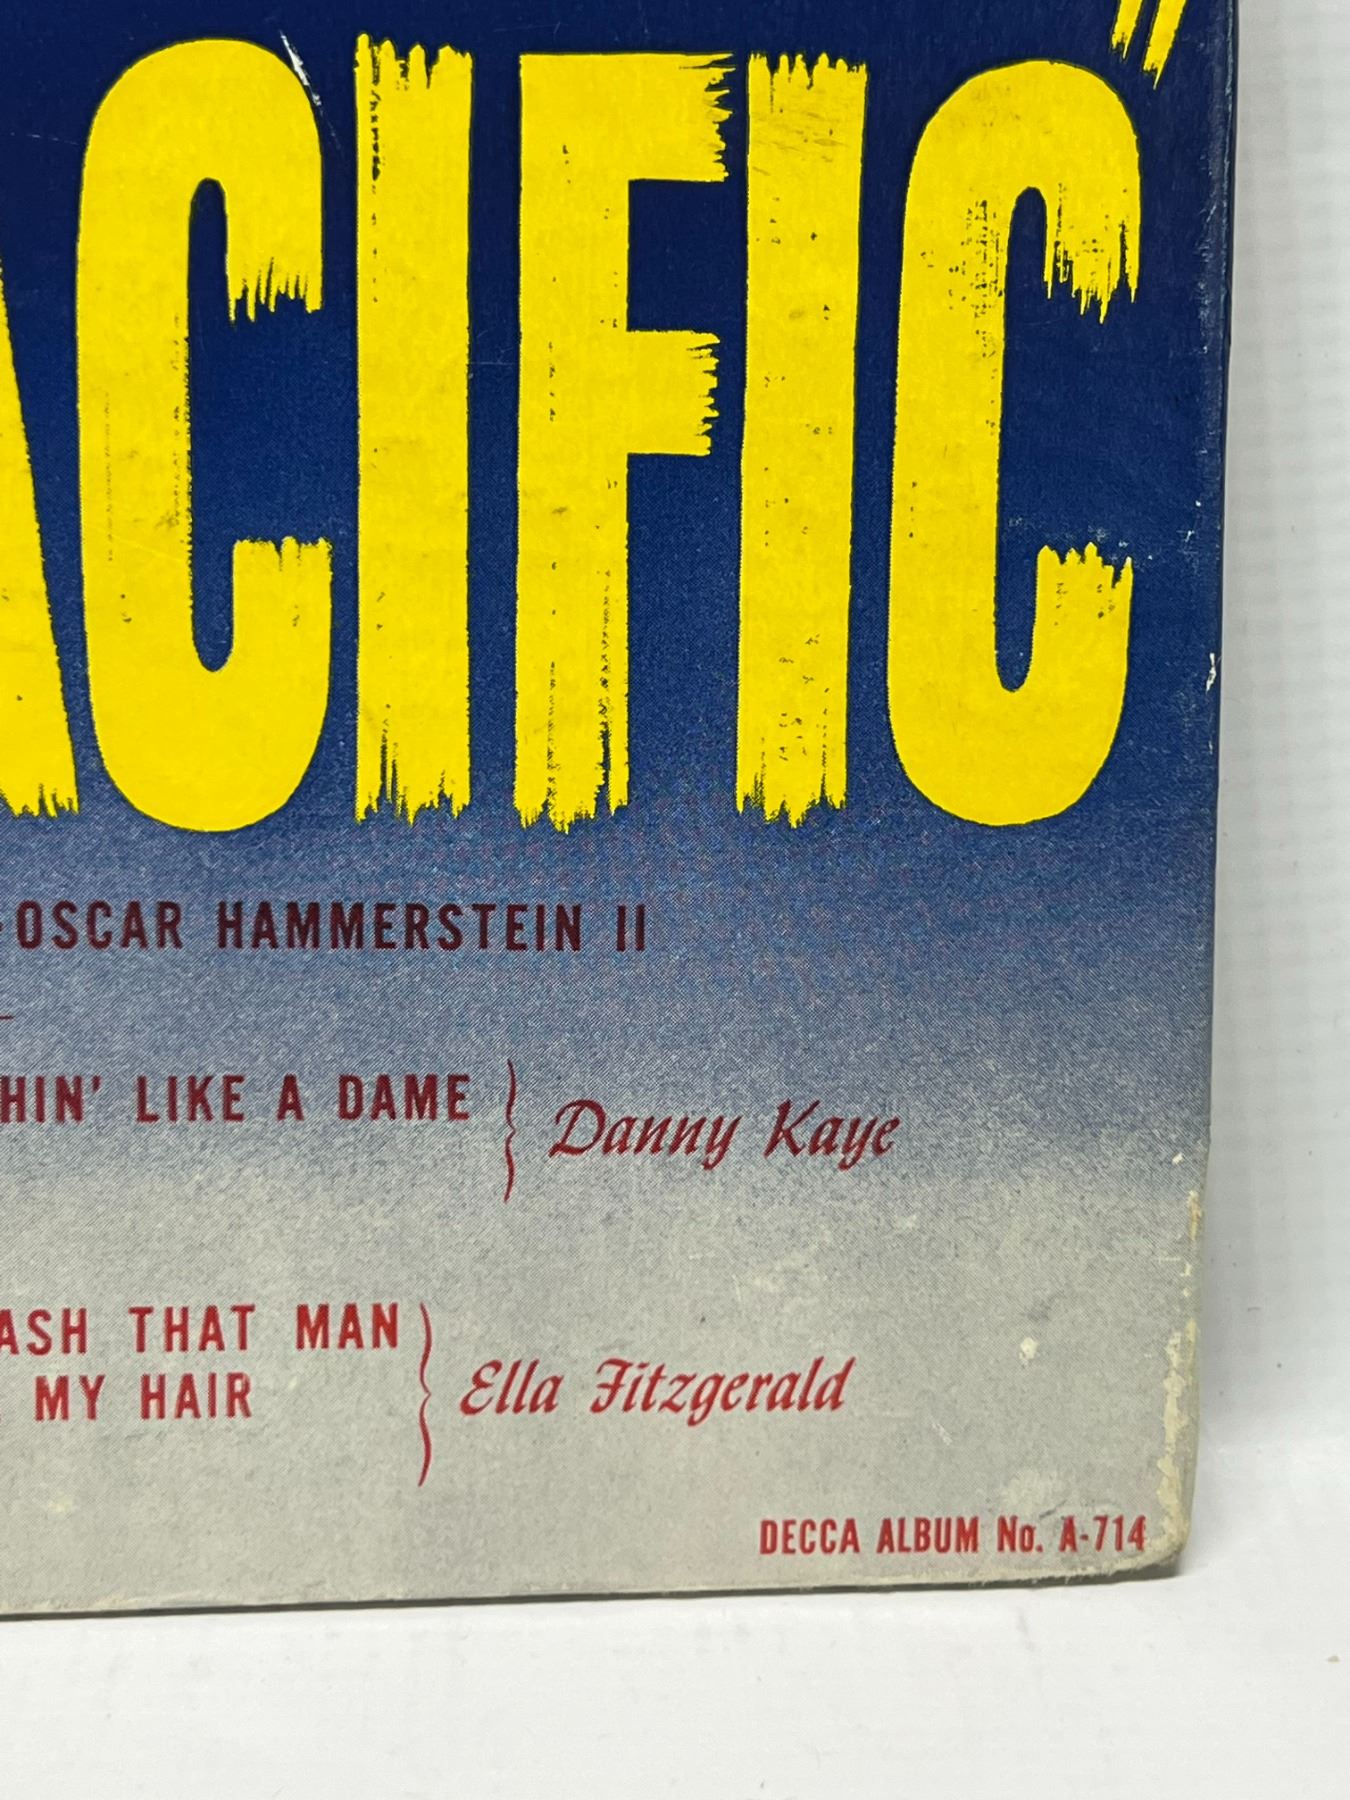 ACIFIC"
-OSCAR HAMMERSTEIN II
HIN' LIKE A DAME } Danny Kaye
ASH THAT MAN
MY HAIR } Ella Fitzgerald
DECCA ALBUM No. A-714